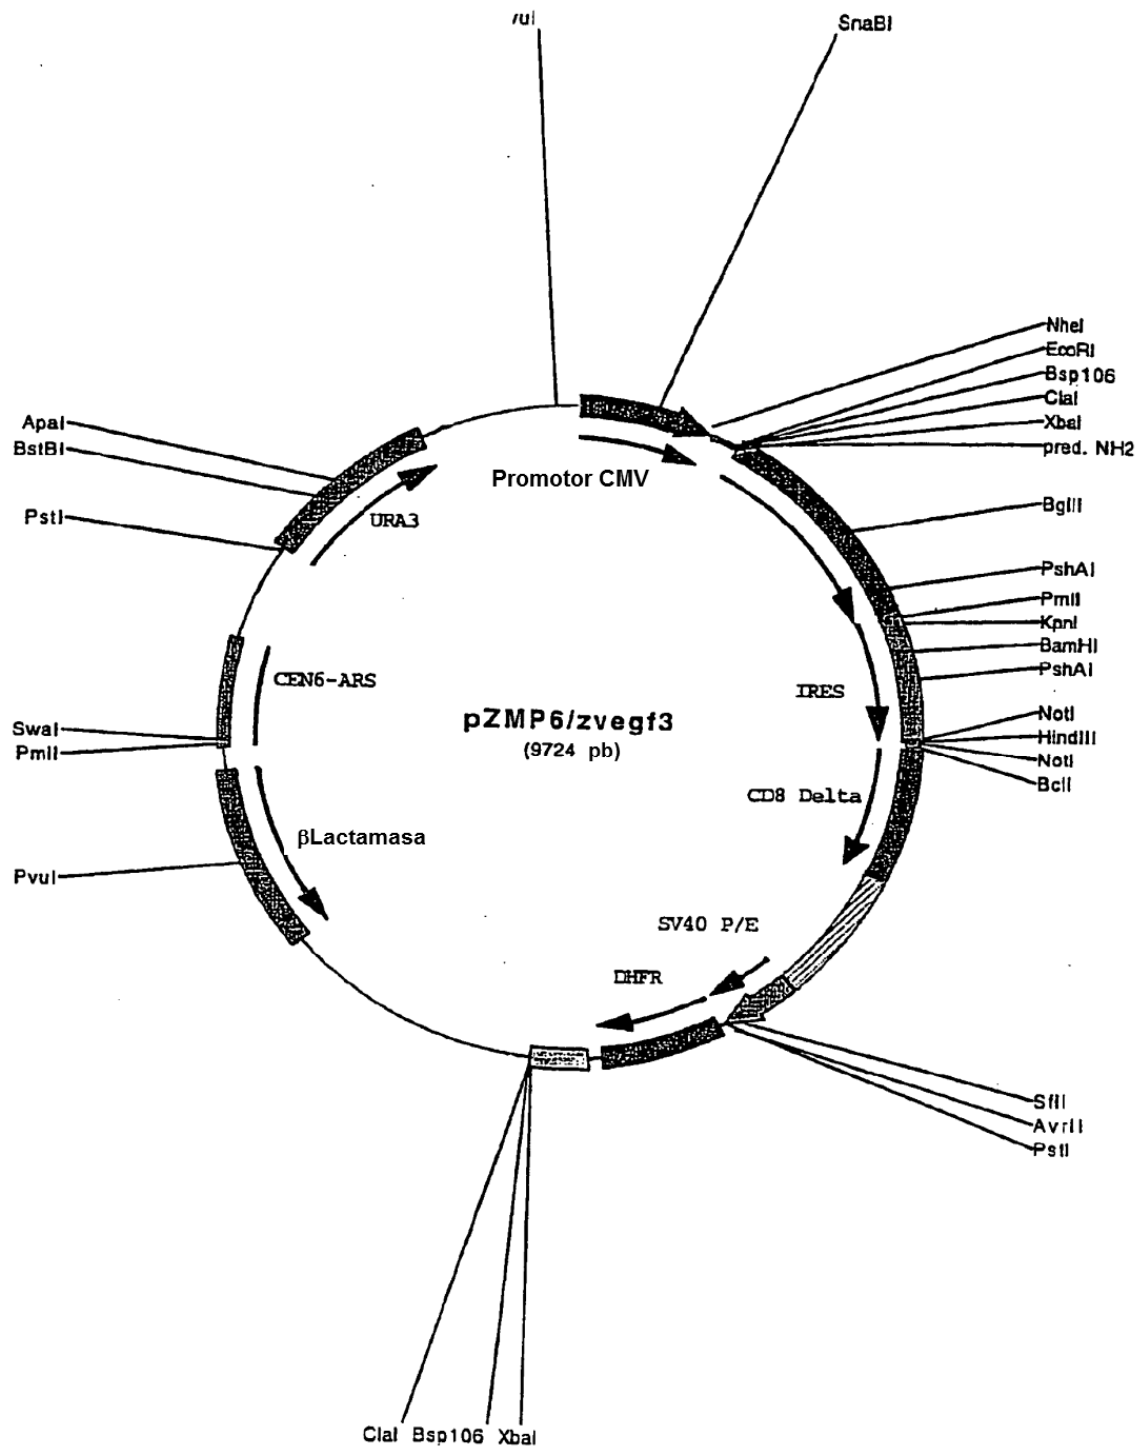 SnaBI
NheI
EcoRI
Bsp106
ClaI
XbaI
pred. NH2
ApaI
BstBI
Promotor CMV
BglII
PstI
URA3
PshAI
PmlI
KpnI
BamHI
PshAI
CEN6-ARS
IRES
pZMP6/zvegf3
(9724 pb)
NotI
HindIII
NotI
BclI
SwaI
PmlI
CD8 Delta
βLactamasa
PvuI
SV40 P/E
DHFR
SfiI
AvrII
PstI
ClaI Bsp106 XbaI